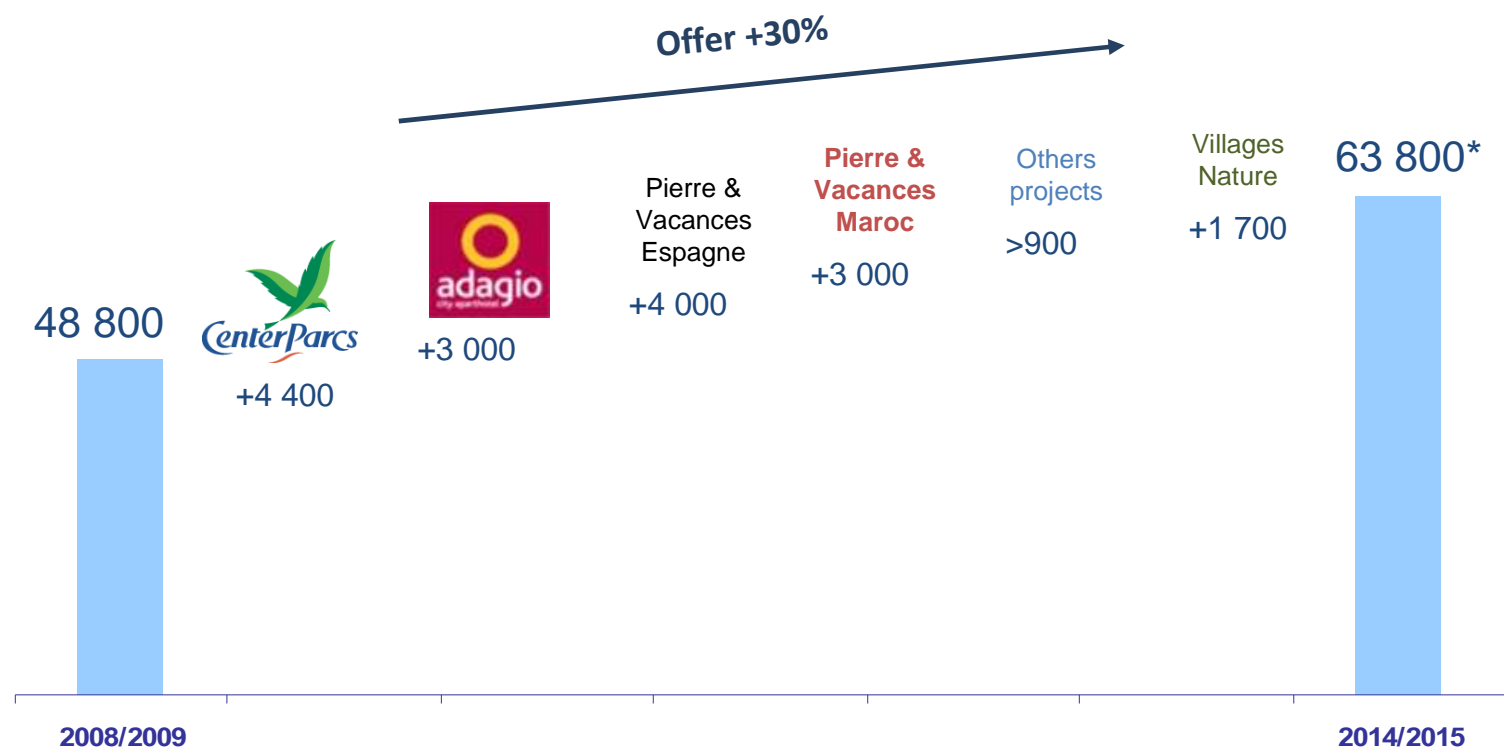 Offer +30%
48 800
CenterParcs
+4 400
adagio
city aparthotel
+3 000
Pierre &
Vacances
Espagne
+4 000
Pierre &
Vacances
Maroc
+3 000
Others
projects
>900
Villages
Nature
+1 700
63 800*
2008/2009
2014/2015